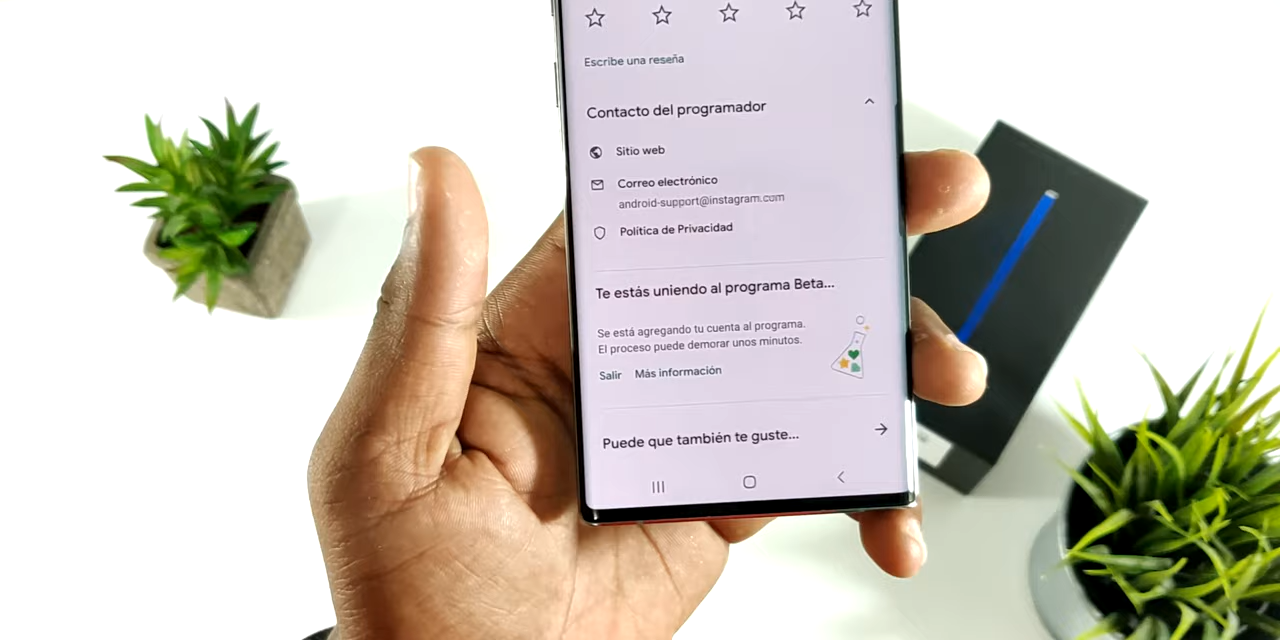 Escribe una reseña
Contacto del programador
Sitio web
Correo electrónico
android-support@instagram.com
Política de Privacidad
Te estás uniendo al programa Beta...
Se está agregando tu cuenta al programa.
El proceso puede demorar unos minutos.
Salir Más información
Puede que también te guste...